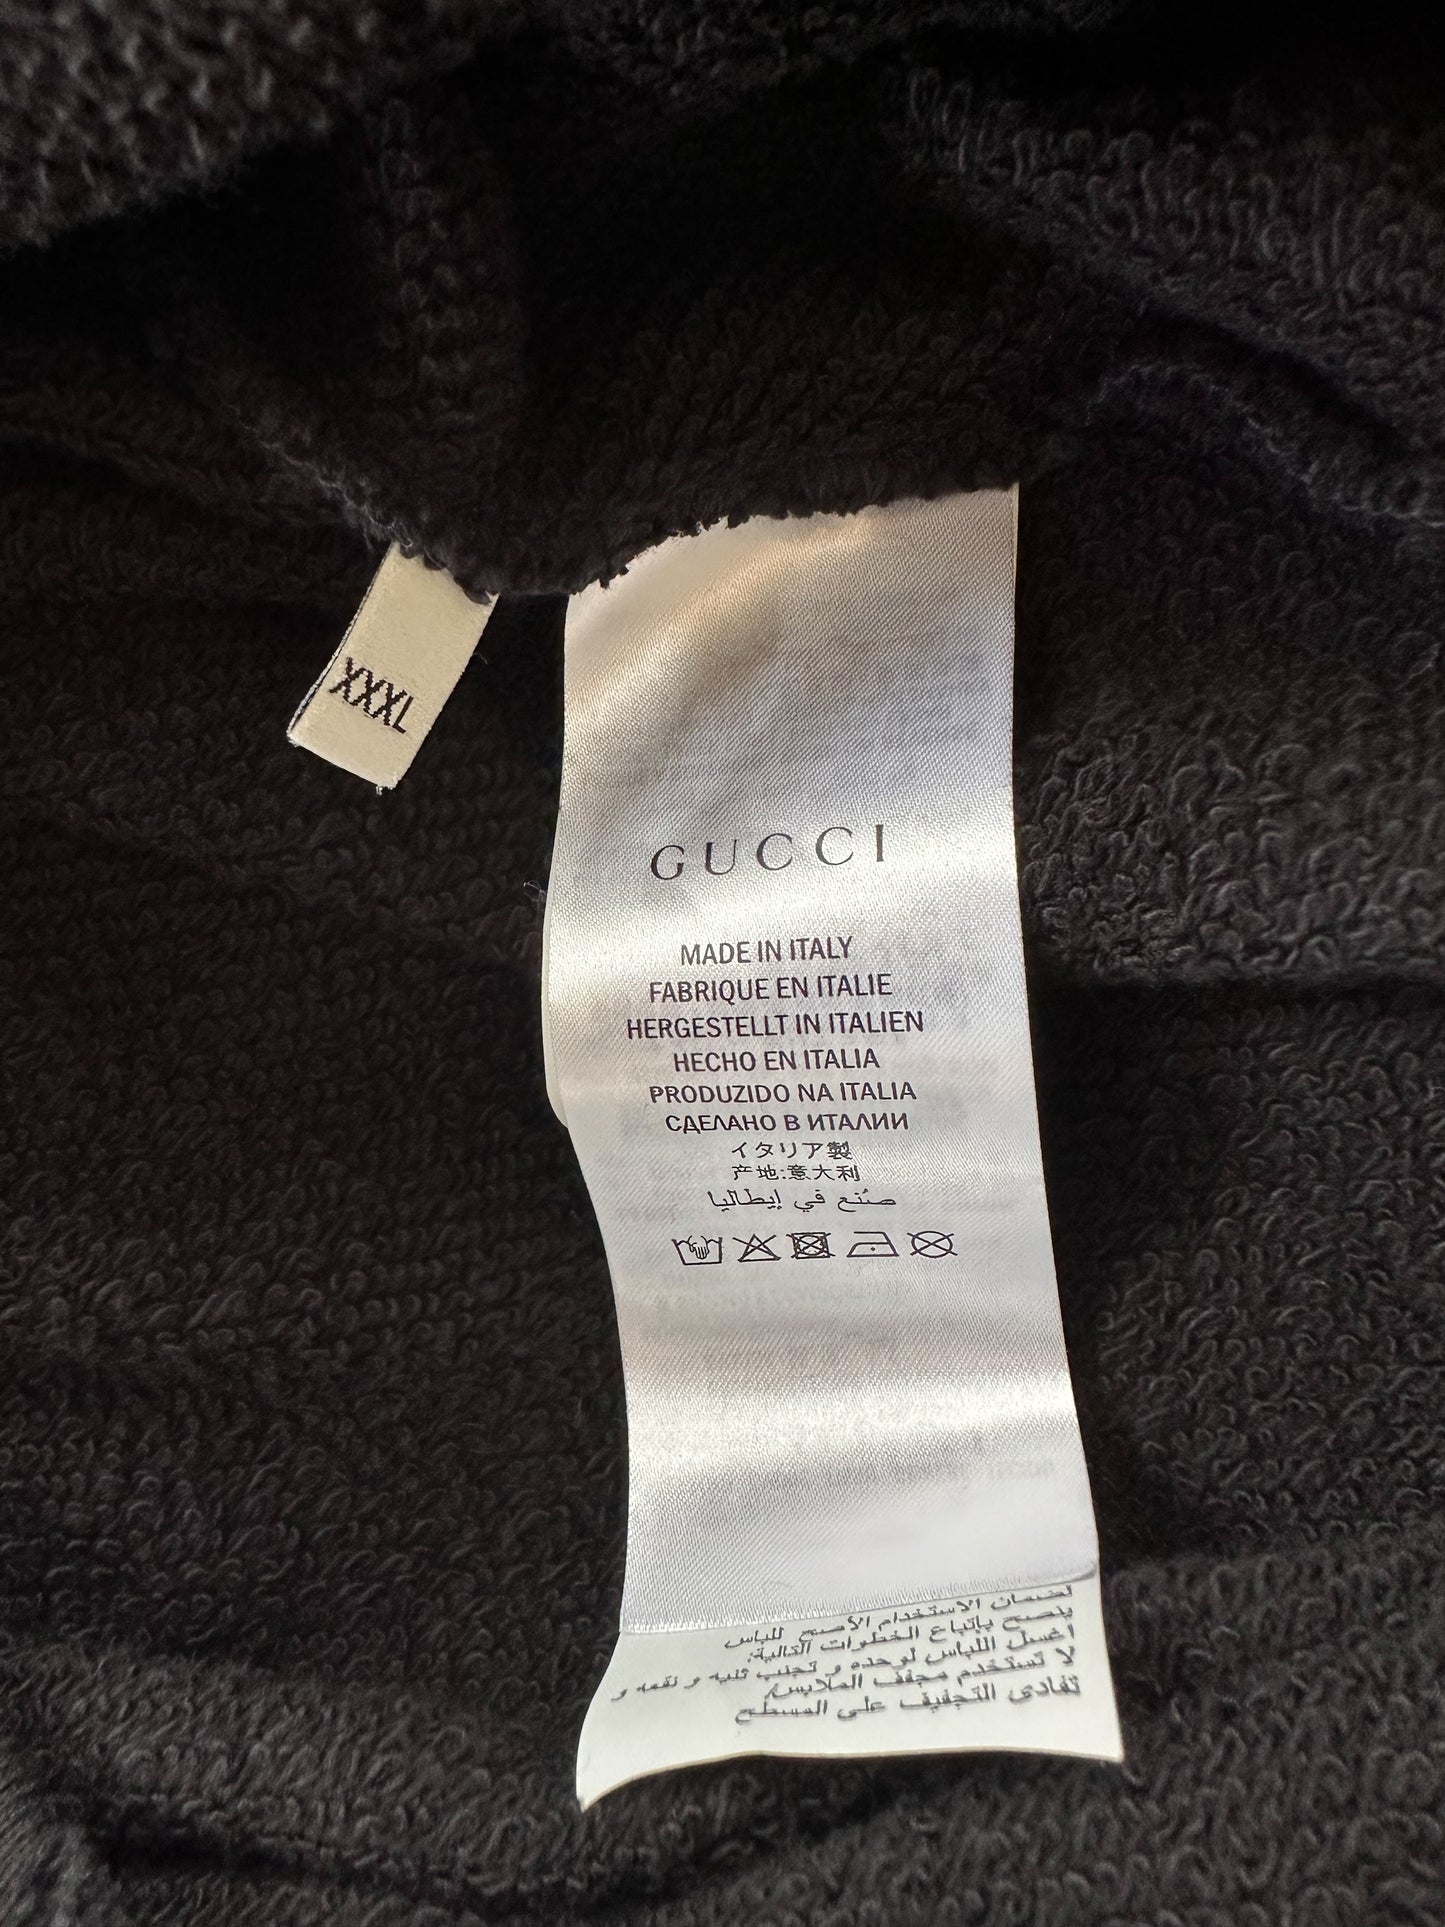 XXXL
GUCCI
MADE IN ITALY
FABRIQUE EN ITALIE
HERGESTELLT IN ITALIEN
HECHO EN ITALIA
PRODUZIDO NA ITALIA
СДЕЛАНО В ИТАЛИИ
イタリア製
产地:意大利
صُنع في إيطاليا
لضمان الاستخدام الأصح للباس
ينصح بإتباع الخطوات التالية:
اغسل اللباس لوحده و تجنب ثنيه و نقعه و
لا تستخدم مجفف الملابس
تفادى التجفيف على المسطح